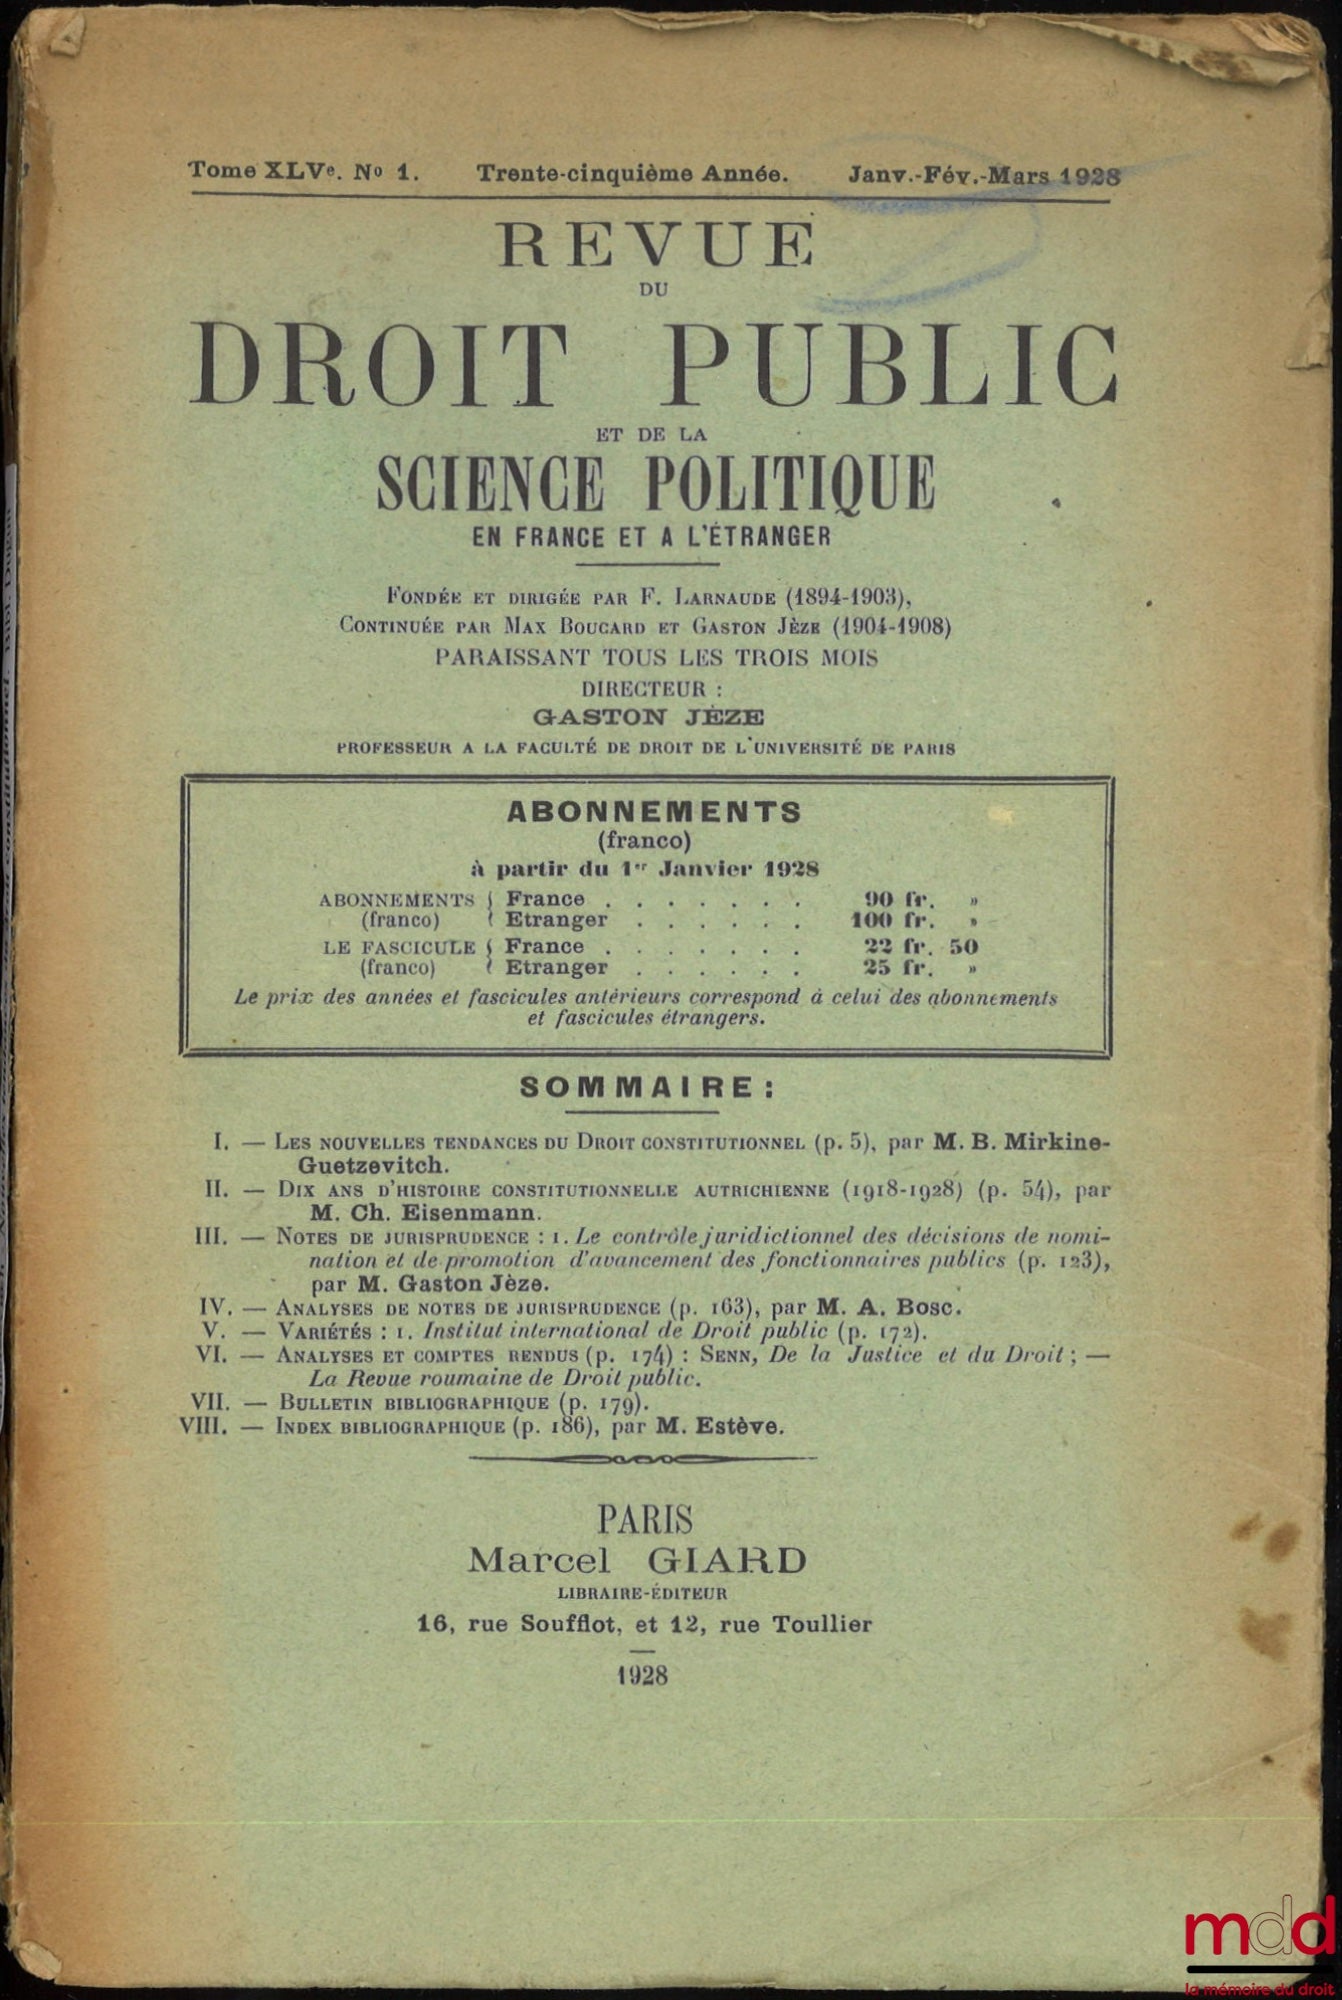 Tome XLVe. No 1. Trente-cinquième Année. Janv.-Fév.-Mars 1928
REVUE
DU
DROIT PUBLIC
ET DE LA
SCIENCE POLITIQUE
EN FRANCE ET A L'ÉTRANGER
FONDÉE ET DIRIGÉE PAR F. LARNAUDE (1894-1903),
CONTINUÉE PAR MAX BOUCARD ET GASTON JÈZE (1904-1908)
PARAISSANT TOUS LES TROIS MOIS
DIRECTEUR :
GASTON JÈZE
PROFESSEUR A LA FACULTÉ DE DROIT DE L'UNIVERSITÉ DE PARIS
ABONNEMENTS
(franco)
à partir du 1er Janvier 1928
ABONNEMENTS { France . . . . . . . 90 fr. »
(franco) { Etranger . . . . . . 100 fr. »
LE FASCICULE { France . . . . . . . 22 fr. 50
(franco) { Etranger . . . . . . 25 fr. »
Le prix des années et fascicules antérieurs correspond à celui des abonnements
et fascicules étrangers.
SOMMAIRE :
I. — LES NOUVELLES TENDANCES DU DROIT CONSTITUTIONNEL (p. 5), par M. B. Mirkine-
Guetzevitch.
II. — DIX ANS D'HISTOIRE CONSTITUTIONNELLE AUTRICHIENNE (1918-1928) (p. 54), par
M. Ch. Eisenmann.
III. — NOTES DE JURISPRUDENCE : 1. Le contrôle juridictionnel des décisions de nomi-
nation et de promotion d'avancement des fonctionnaires publics (p. 123),
par M. Gaston Jèze.
IV. — ANALYSES DE NOTES DE JURISPRUDENCE (p. 163), par M. A. Bosc.
V. — VARIÉTÉS : 1. Institut international de Droit public (p. 172).
VI. — ANALYSES ET COMPTES RENDUS (p. 174) : SENN, De la Justice et du Droit ; —
La Revue roumaine de Droit public.
VII. — BULLETIN BIBLIOGRAPHIQUE (p. 179).
VIII. — INDEX BIBLIOGRAPHIQUE (p. 186), par M. Estève.
PARIS
Marcel GIARD
LIBRAIRE-ÉDITEUR
16, rue Soufflot, et 12, rue Toullier
1928
mdd
la mémoire du droit